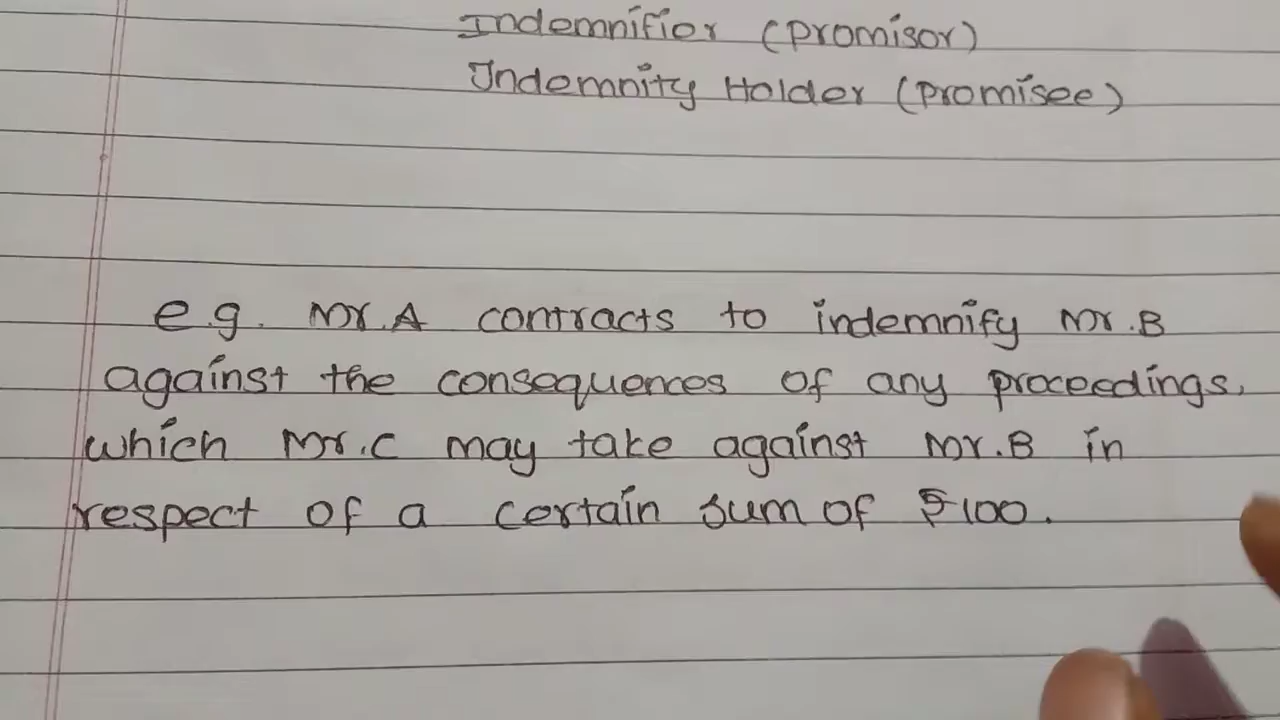 Indemnifier (Promisor)
Indemnity Holder (Promisee)
e.g. Mr.A contracts to indemnify Mr.B
against the consequences of any proceedings,
which Mr.C may take against Mr.B in
respect of a certain sum of ₹100.